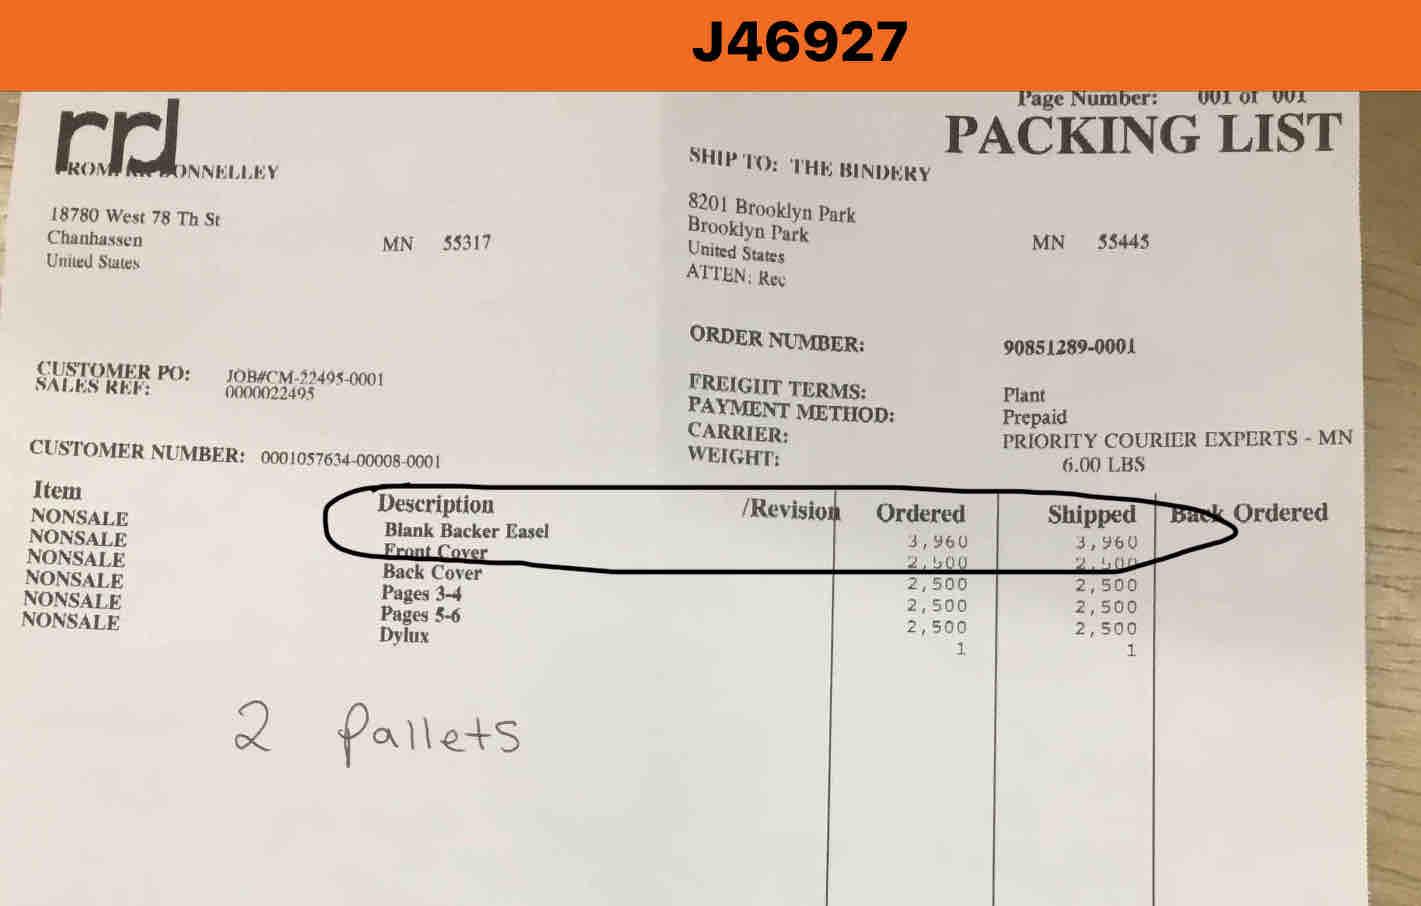 J46927
Page Number: 001 of 001
PACKING LIST
rrd
FROM: RR DONNELLEY
18780 West 78 Th St
Chanhassen MN 55317
United States
SHIP TO: THE BINDERY
8201 Brooklyn Park
Brooklyn Park MN 55445
United States
ATTEN: Rec
ORDER NUMBER: 90851289-0001
CUSTOMER PO: JOB#CM-22495-0001
SALES REF: 0000022495
FREIGHT TERMS: Plant
PAYMENT METHOD: Prepaid
CARRIER: PRIORITY COURIER EXPERTS - MN
WEIGHT: 6.00 LBS
CUSTOMER NUMBER: 0001057634-00008-0001
Item Description /Revision Ordered Shipped Back Ordered
NONSALE Blank Backer Easel 3,960 3,960
NONSALE Front Cover 2,500 2,500
NONSALE Back Cover 2,500 2,500
NONSALE Pages 3-4 2,500 2,500
NONSALE Pages 5-6 2,500 2,500
NONSALE Dylux 1 1
2 pallets